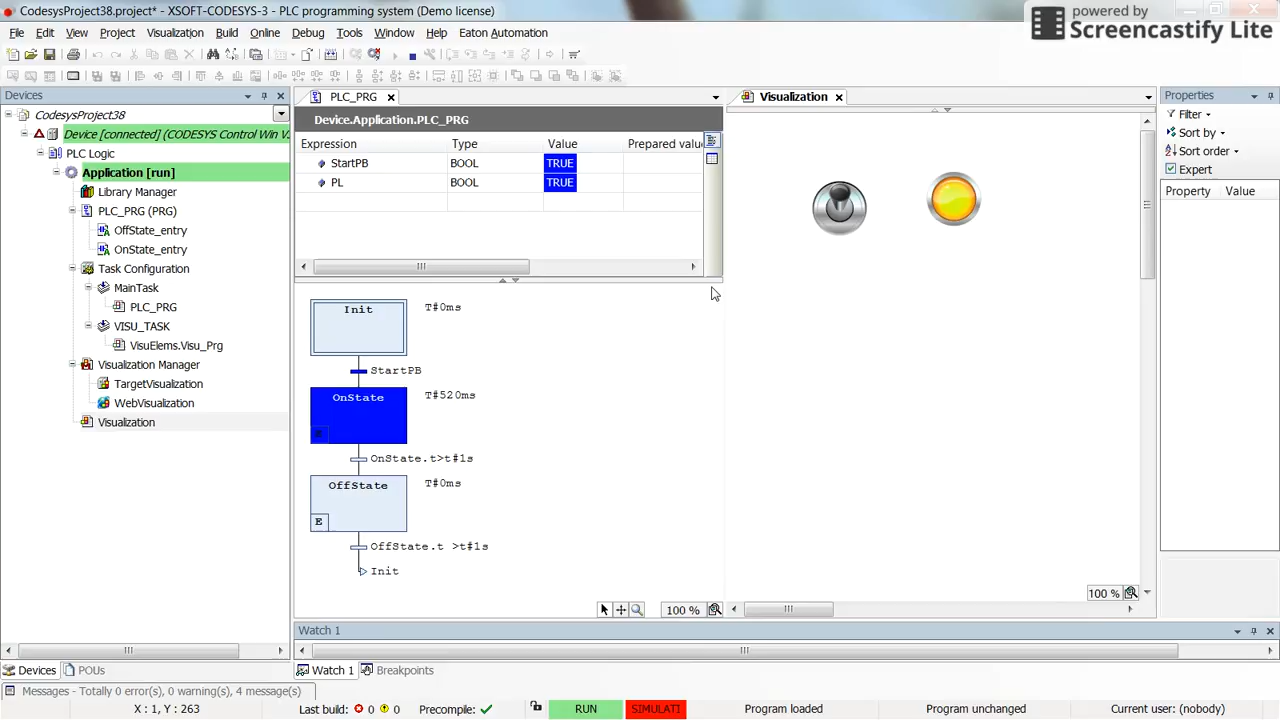 CodesysProject38.project* - XSOFT-CODESYS-3 - PLC programming system (Demo license)
powered by
Screencastify Lite
File Edit View Project Visualization Build Online Debug Tools Window Help Eaton Automation
Devices
PLC_PRG
Visualization
Properties
CodesysProject38
Device [connected] (CODESYS Control Win V.
PLC Logic
Application [run]
Library Manager
PLC_PRG (PRG)
OffState_entry
OnState_entry
Task Configuration
MainTask
PLC_PRG
VISU_TASK
VisuElems.Visu_Prg
Visualization Manager
TargetVisualization
WebVisualization
Visualization
Device.Application.PLC_PRG
Expression Type Value Prepared valu
StartPB BOOL TRUE
PL BOOL TRUE
Init T#0ms
StartPB
OnState T#520ms
OnState.t>t#1s
OffState T#0ms
E
OffState.t >t#1s
Init
100 %
100 %
Filter
Sort by
Sort order
Expert
Property Value
Watch 1
Devices POUs
Watch 1 Breakpoints
Messages - Totally 0 error(s), 0 warning(s), 4 message(s)
X : 1, Y : 263 Last build: 0 0 Precompile: RUN SIMULATI Program loaded Program unchanged Current user: (nobody)